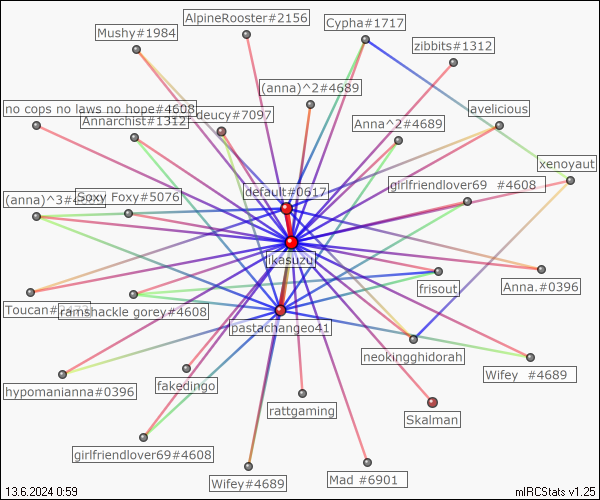 AlpineRooster#2156
Cypha#1717
Mushy#1984
zibbits#1312
(anna)^2#4689
no cops no laws no hope#4608
deucy#7097
avelicious
Annarchist#1312
Anna^2#4689
xenoyaut
girlfriendlover69 #4608
default#0617
(anna)^3#
Soxy Foxy#5076
likasuzu
Anna.#0396
frisout
Toucan#
ramshackle gorey#4608
pastachangeo41
neokingghidorah
Wifey #4689
hypomanianna#0396
fakedingo
rattgaming
Skalman
girlfriendlover69#4608
Wifey#4689
Mad #6901
13.6.2024 0:59
mIRCStats v1.25